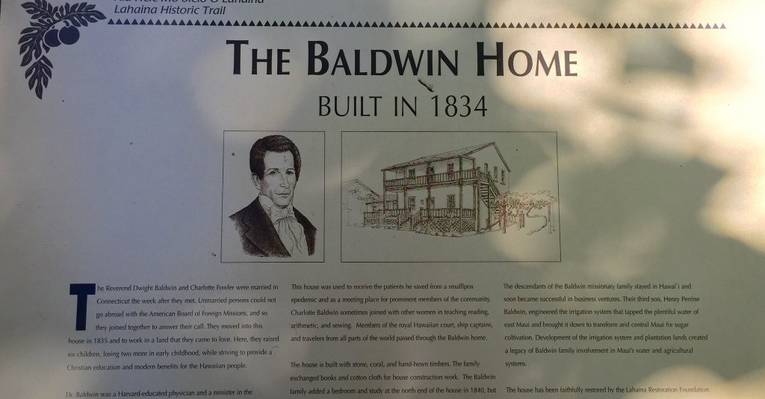 Lahaina Historic Trail
THE BALDWIN HOME
BUILT IN 1834
The Reverend Dwight Baldwin and Charlotte Fowler were married in
Connecticut the week after they met. Unmarried persons could not
go abroad with the American Board of Foreign Missions, and so
they joined together to answer their call. They moved into this
house in 1835 and to work in a land that they came to love. Here, they raised
six children, losing two more in early childhood, while striving to provide a
Christian education and modern benefits for the Hawaiian people.
Dr. Baldwin was a Harvard-educated physician and a minister in the
This house was used to receive the patients he saved from a smallpox
epidemic and as a meeting place for prominent members of the community.
Charlotte Baldwin sometimes joined with other women in teaching reading,
arithmetic, and sewing. Members of the royal Hawaiian court, ship captains,
and travelers from all parts of the world passed through the Baldwin home.
The house is built with stone, coral, and hand-hewn timbers. The family
exchanged books and cotton cloth for house construction work. The Baldwin
family added a bedroom and study at the north end of the house in 1840, but
The descendants of the Baldwin missionary family stayed in Hawai'i and
soon became successful in business ventures. Their third son, Henry Perrine
Baldwin, engineered the irrigation system that tapped the plentiful water of
east Maui and brought it down to transform and central Maui for sugar
cultivation. Development of the irrigation system and plantation lands created
a legacy of Baldwin family involvement in Maui's water and agricultural
systems.
The house has been faithfully restored by the Lahaina Restoration Foundation